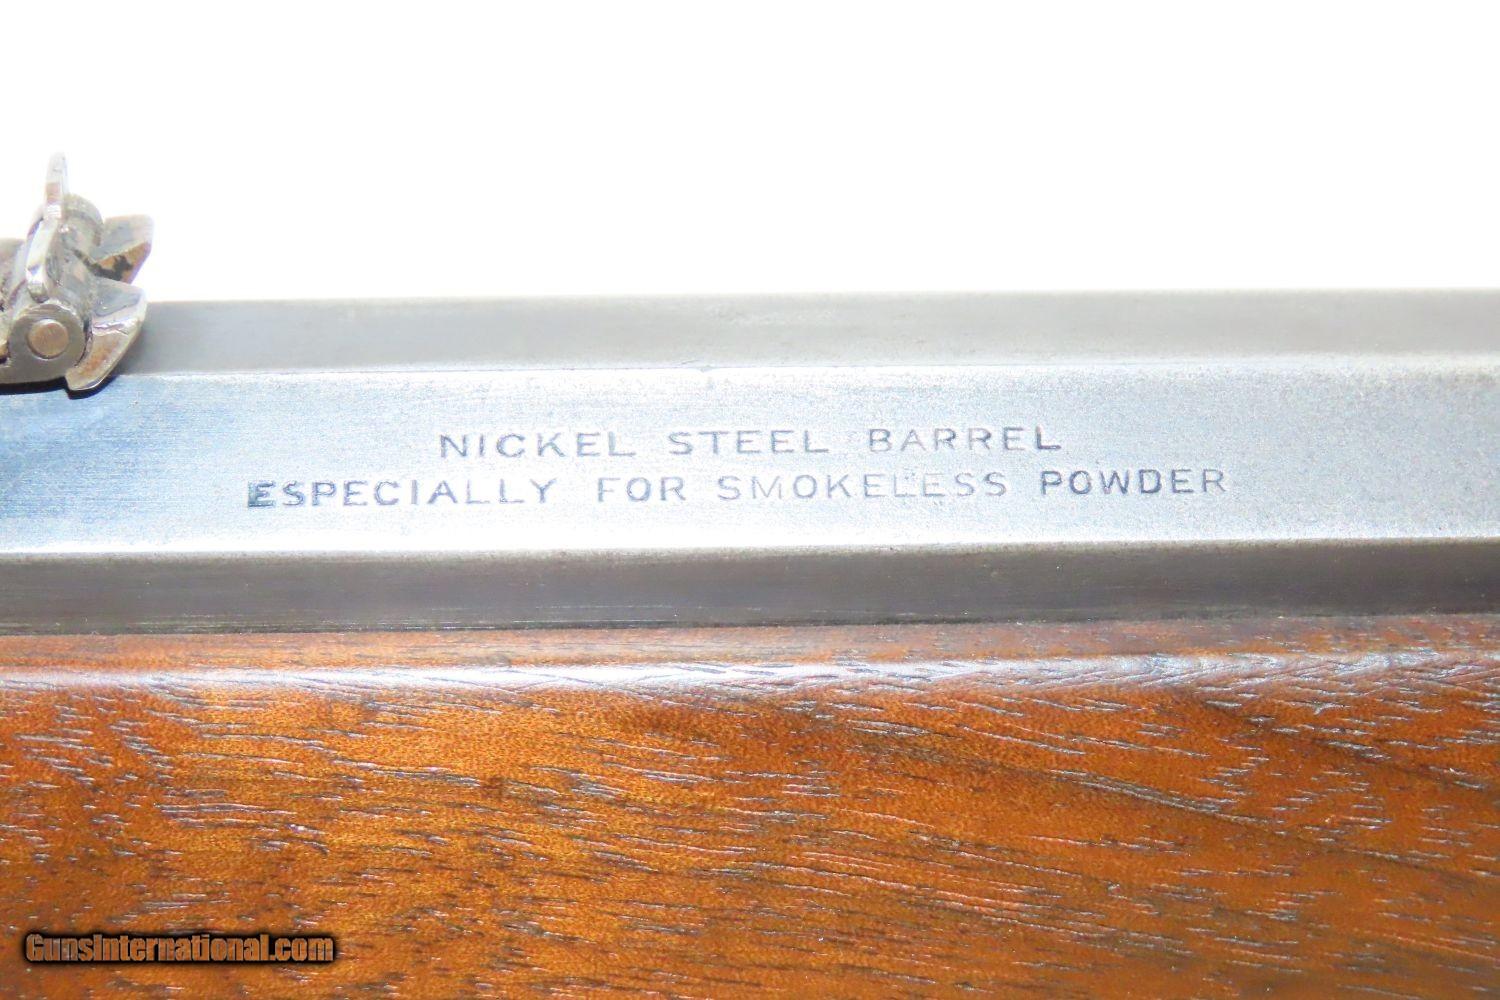 NICKEL STEEL BARREL
ESPECIALLY FOR SMOKELESS POWDER
GunsInternational.com